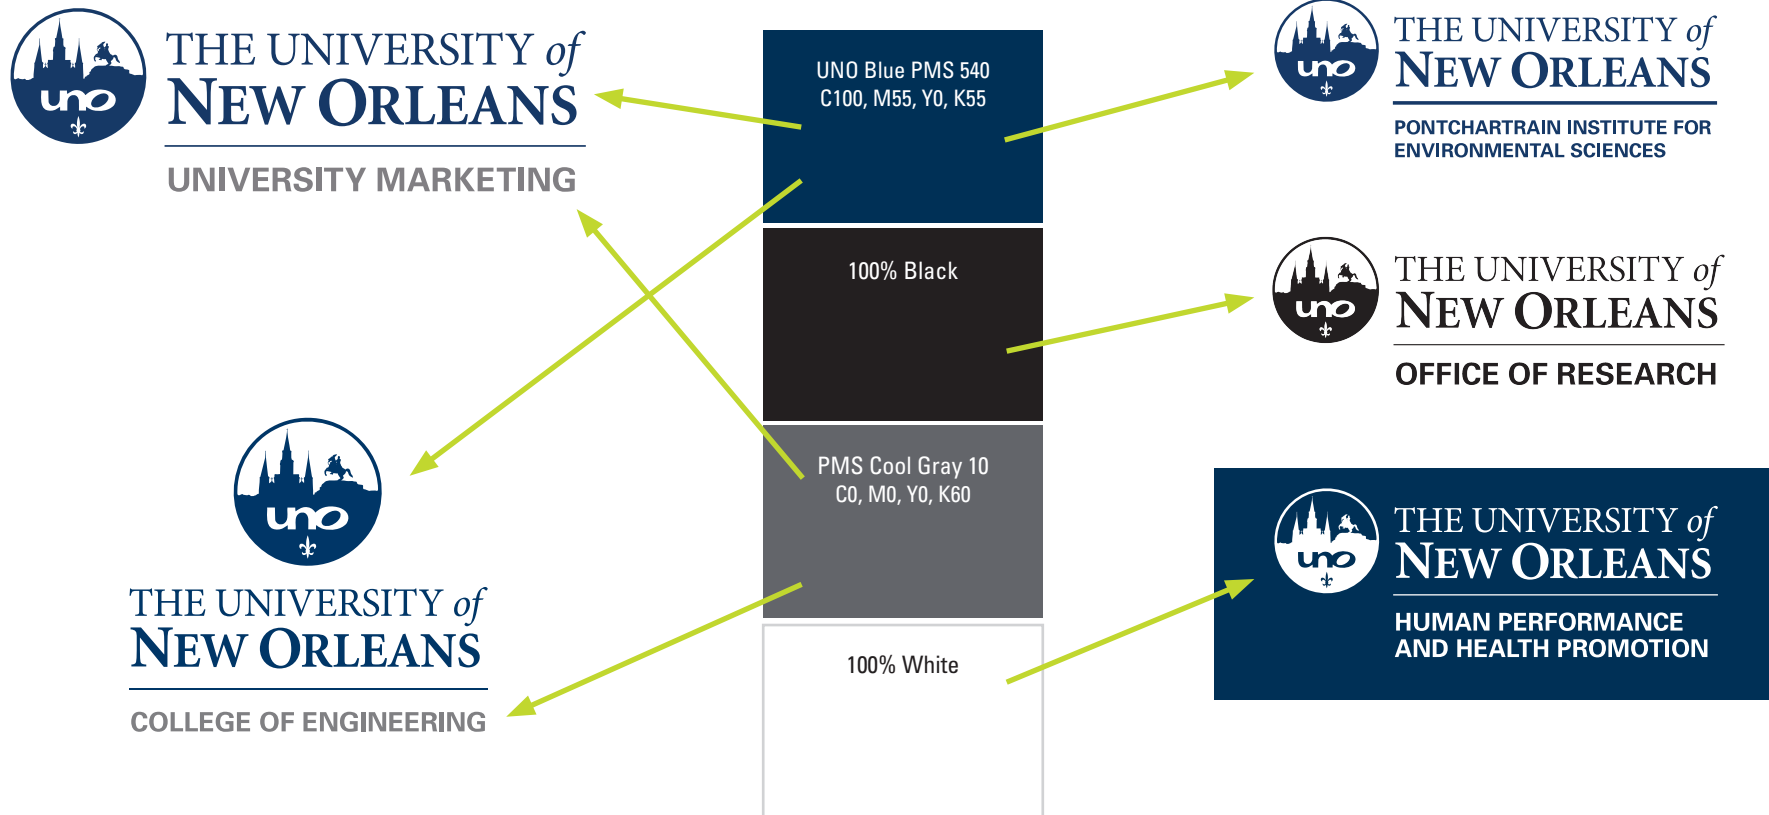 uno
THE UNIVERSITY of
NEW ORLEANS
UNIVERSITY MARKETING
uno
THE UNIVERSITY of
NEW ORLEANS
COLLEGE OF ENGINEERING
UNO Blue PMS 540
C100, M55, Y0, K55
100% Black
PMS Cool Gray 10
C0, M0, Y0, K60
100% White
uno
THE UNIVERSITY of
NEW ORLEANS
PONTCHARTRAIN INSTITUTE FOR
ENVIRONMENTAL SCIENCES
uno
THE UNIVERSITY of
NEW ORLEANS
OFFICE OF RESEARCH
uno
THE UNIVERSITY of
NEW ORLEANS
HUMAN PERFORMANCE
AND HEALTH PROMOTION